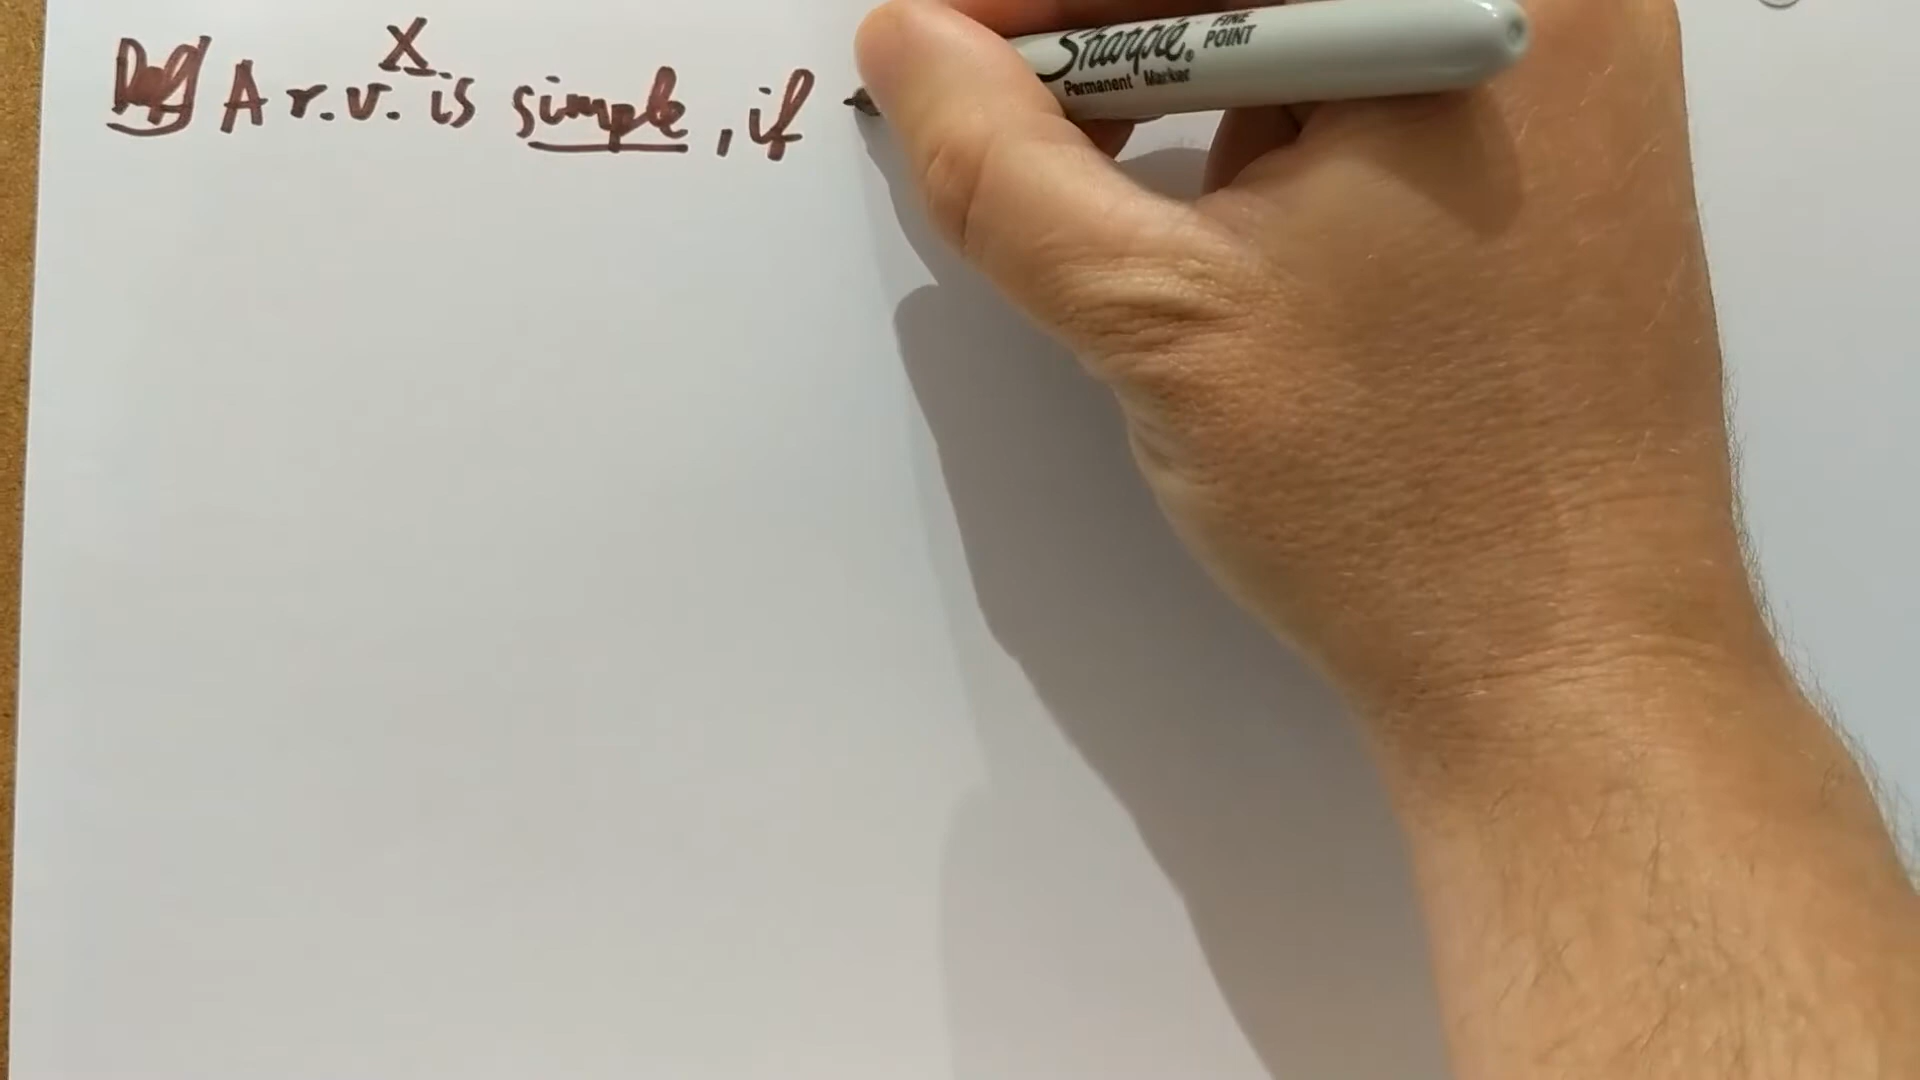 X
Def A r.v. is simple, if
Sharpie® FINE POINT
Permanent Marker